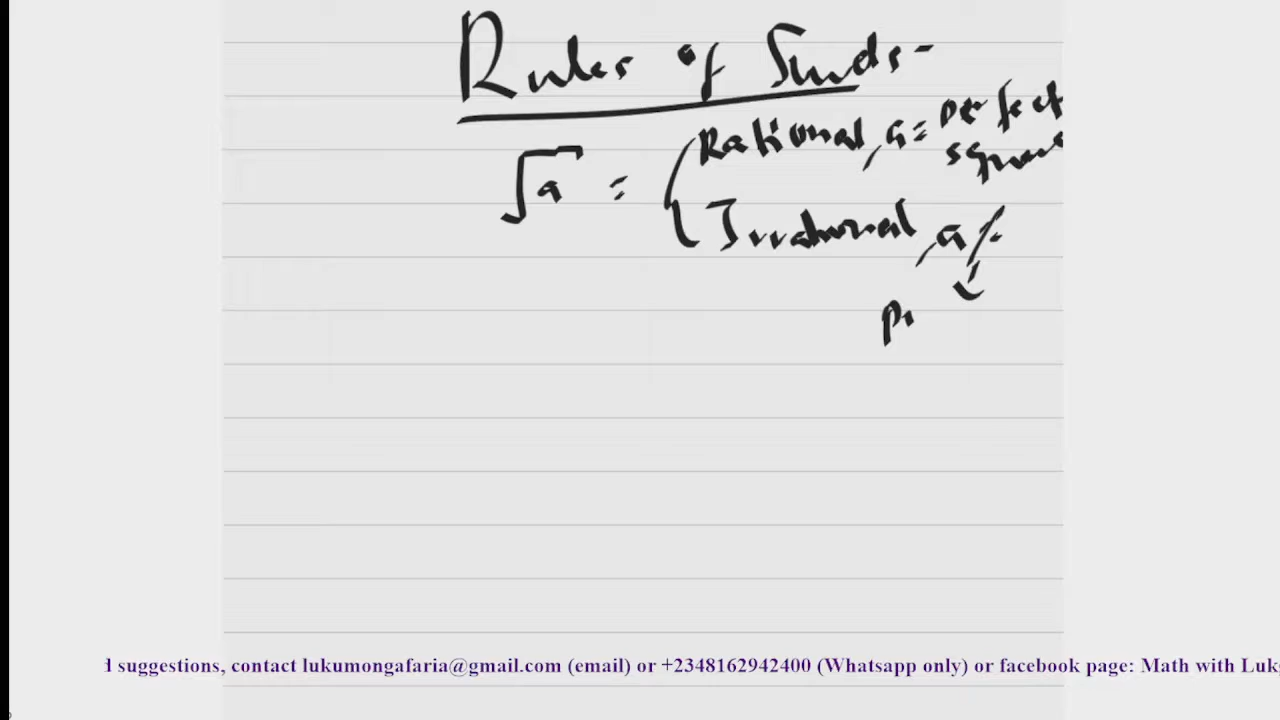 Rules of Surds -
√a = { Rational, a = perfect square
Irrational, a ≠
pe
d suggestions, contact lukumongafaria@gmail.com (email) or +2348162942400 (Whatsapp only) or facebook page: Math with Luk